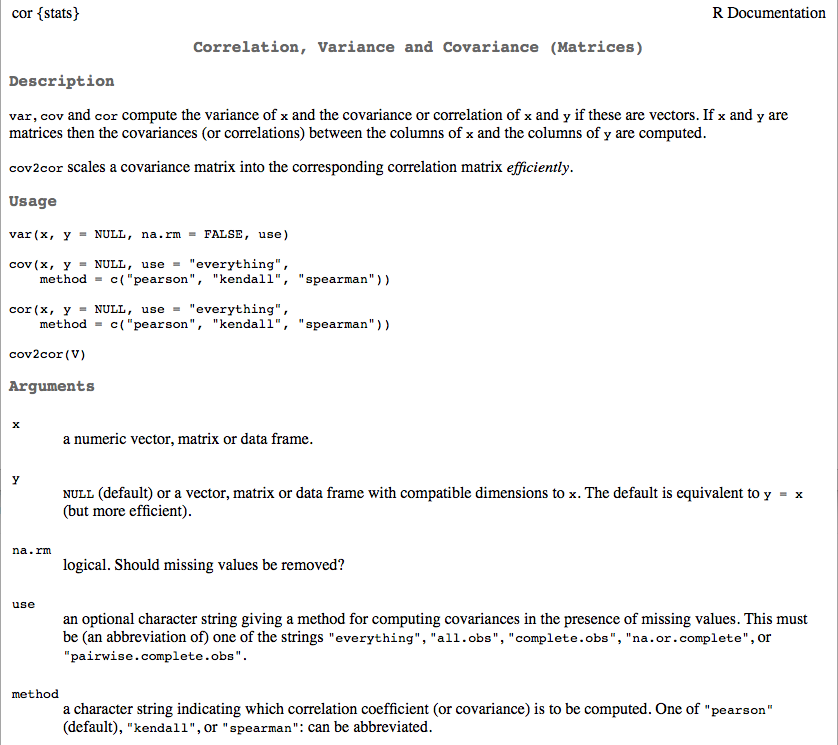 cor {stats} R Documentation
Correlation, Variance and Covariance (Matrices)
Description
var, cov and cor compute the variance of x and the covariance or correlation of x and y if these are vectors. If x and y are
matrices then the covariances (or correlations) between the columns of x and the columns of y are computed.
cov2cor scales a covariance matrix into the corresponding correlation matrix efficiently.
Usage
var(x, y = NULL, na.rm = FALSE, use)
cov(x, y = NULL, use = "everything",
    method = c("pearson", "kendall", "spearman"))
cor(x, y = NULL, use = "everything",
    method = c("pearson", "kendall", "spearman"))
cov2cor(V)
Arguments
x
a numeric vector, matrix or data frame.
y
NULL (default) or a vector, matrix or data frame with compatible dimensions to x. The default is equivalent to y = x
(but more efficient).
na.rm
logical. Should missing values be removed?
use
an optional character string giving a method for computing covariances in the presence of missing values. This must
be (an abbreviation of) one of the strings "everything", "all.obs", "complete.obs", "na.or.complete", or
"pairwise.complete.obs".
method
a character string indicating which correlation coefficient (or covariance) is to be computed. One of "pearson"
(default), "kendall", or "spearman": can be abbreviated.